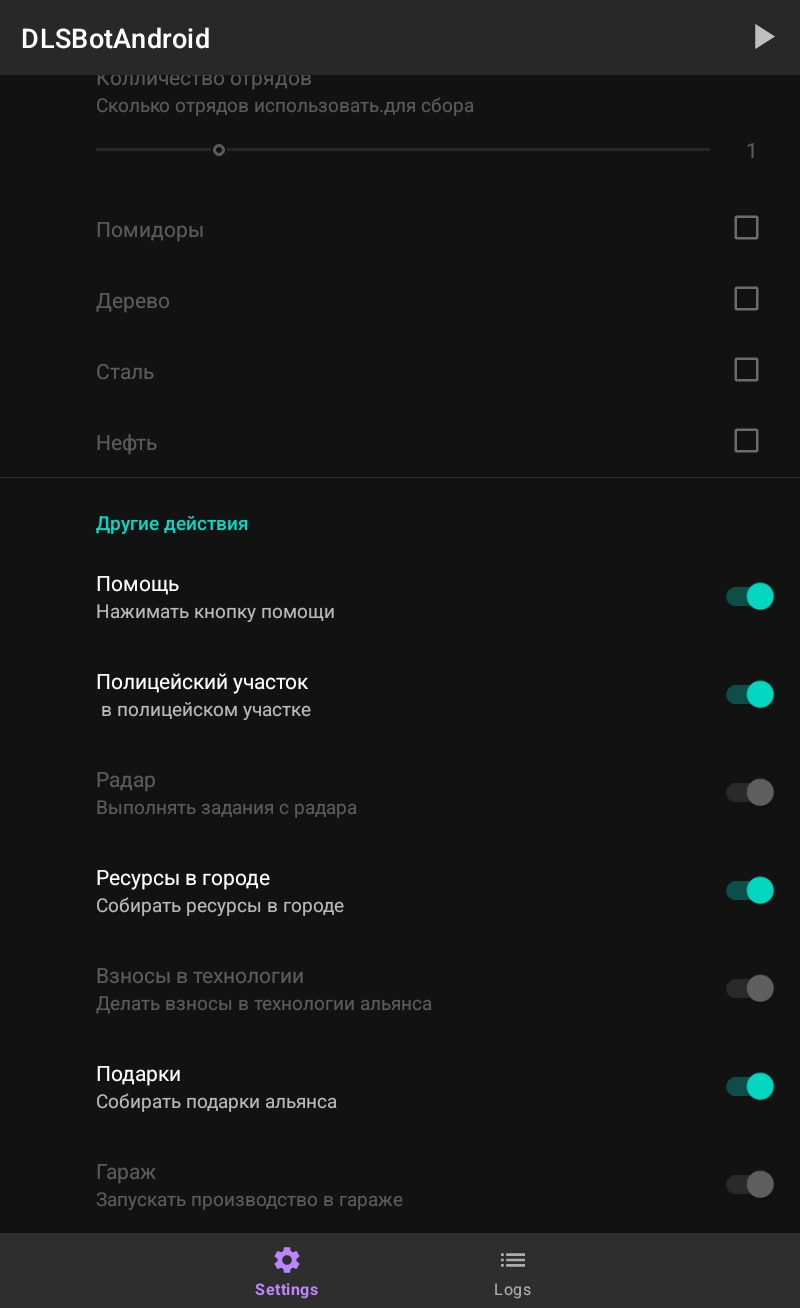 DLSBotAndroid
Колличество отрядов
Сколько отрядов использовать.для сбора
1
Помидоры
Дерево
Сталь
Нефть
Другие действия
Помощь
Нажимать кнопку помощи
Полицейский участок
в полицейском участке
Радар
Выполнять задания с радара
Ресурсы в городе
Собирать ресурсы в городе
Взносы в технологии
Делать взносы в технологии альянса
Подарки
Собирать подарки альянса
Гараж
Запускать производство в гараже
Settings
Logs